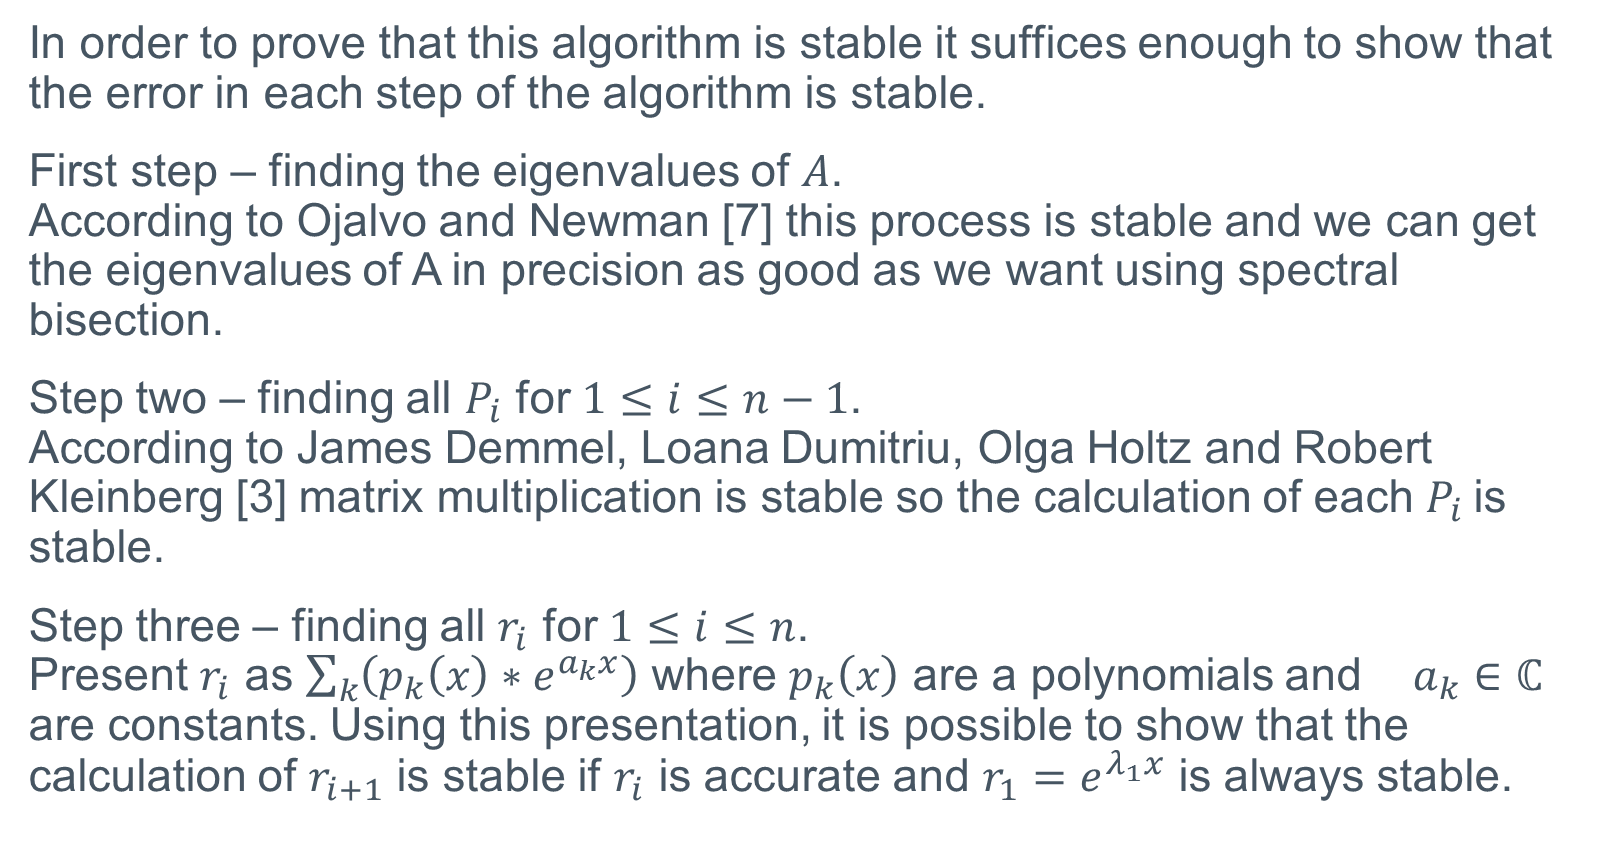 In order to prove that this algorithm is stable it suffices enough to show that
the error in each step of the algorithm is stable.
First step – finding the eigenvalues of 𝐴.
According to Ojalvo and Newman [7] this process is stable and we can get
the eigenvalues of A in precision as good as we want using spectral
bisection.
Step two – finding all 𝑃ᵢ for 1 ≤ 𝑖 ≤ 𝑛 − 1.
According to James Demmel, Loana Dumitriu, Olga Holtz and Robert
Kleinberg [3] matrix multiplication is stable so the calculation of each 𝑃ᵢ is
stable.
Step three – finding all 𝑟ᵢ for 1 ≤ 𝑖 ≤ 𝑛.
Present 𝑟ᵢ as ∑ₖ(𝑝ₖ(𝑥) ∗ 𝑒^{𝑎ₖ𝑥}) where 𝑝ₖ(𝑥) are a polynomials and 𝑎ₖ ∈ ℂ
are constants. Using this presentation, it is possible to show that the
calculation of 𝑟ᵢ₊₁ is stable if 𝑟ᵢ is accurate and 𝑟₁ = 𝑒^{𝜆₁𝑥} is always stable.